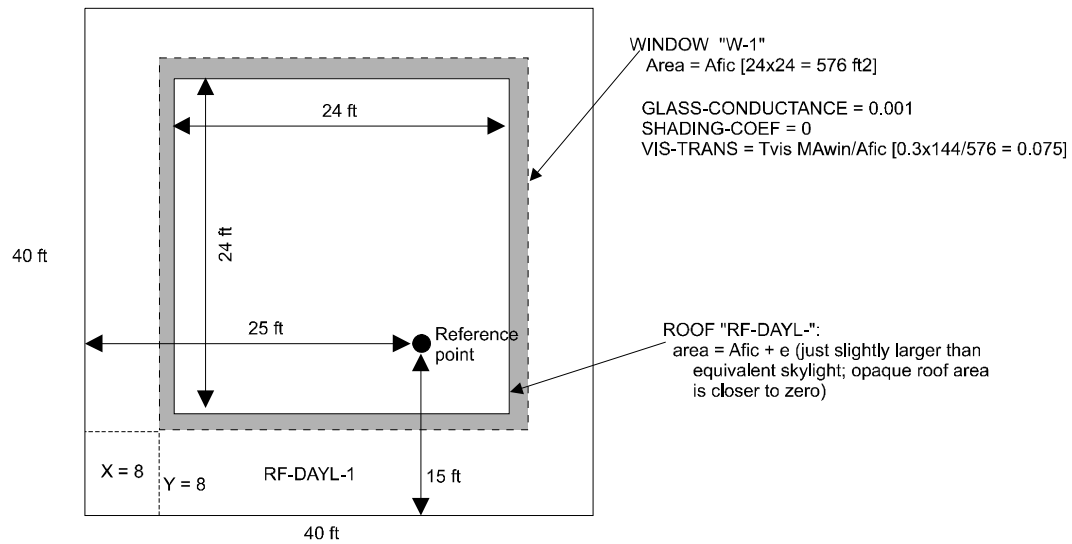 WINDOW "W-1"
Area = Afic [24x24 = 576 ft2]
GLASS-CONDUCTANCE = 0.001
SHADING-COEF = 0
VIS-TRANS = Tvis MAwin/Afic [0.3x144/576 = 0.075]
24 ft
24 ft
40 ft
25 ft
Reference
point
ROOF "RF-DAYL-":
area = Afic + e (just slightly larger than
equivalent skylight; opaque roof area
is closer to zero)
X = 8
Y = 8
RF-DAYL-1
15 ft
40 ft